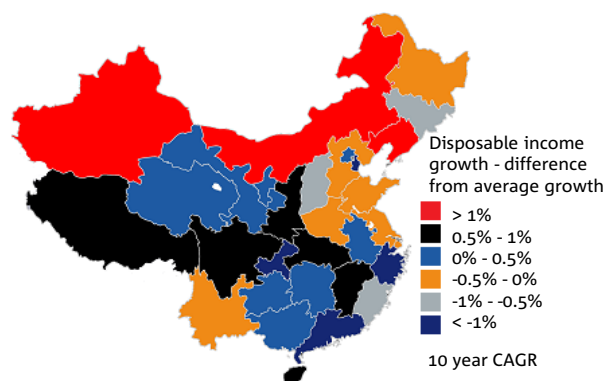 Disposable income
growth - difference
from average growth
> 1%
0.5% - 1%
0% - 0.5%
-0.5% - 0%
-1% - -0.5%
< -1%
10 year CAGR